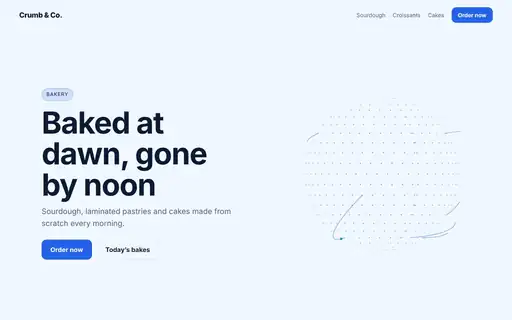 Crumb & Co.
Sourdough Croissants Cakes Order now
BAKERY
Baked at
dawn, gone
by noon
Sourdough, laminated pastries and cakes made from
scratch every morning.
Order now Today's bakes